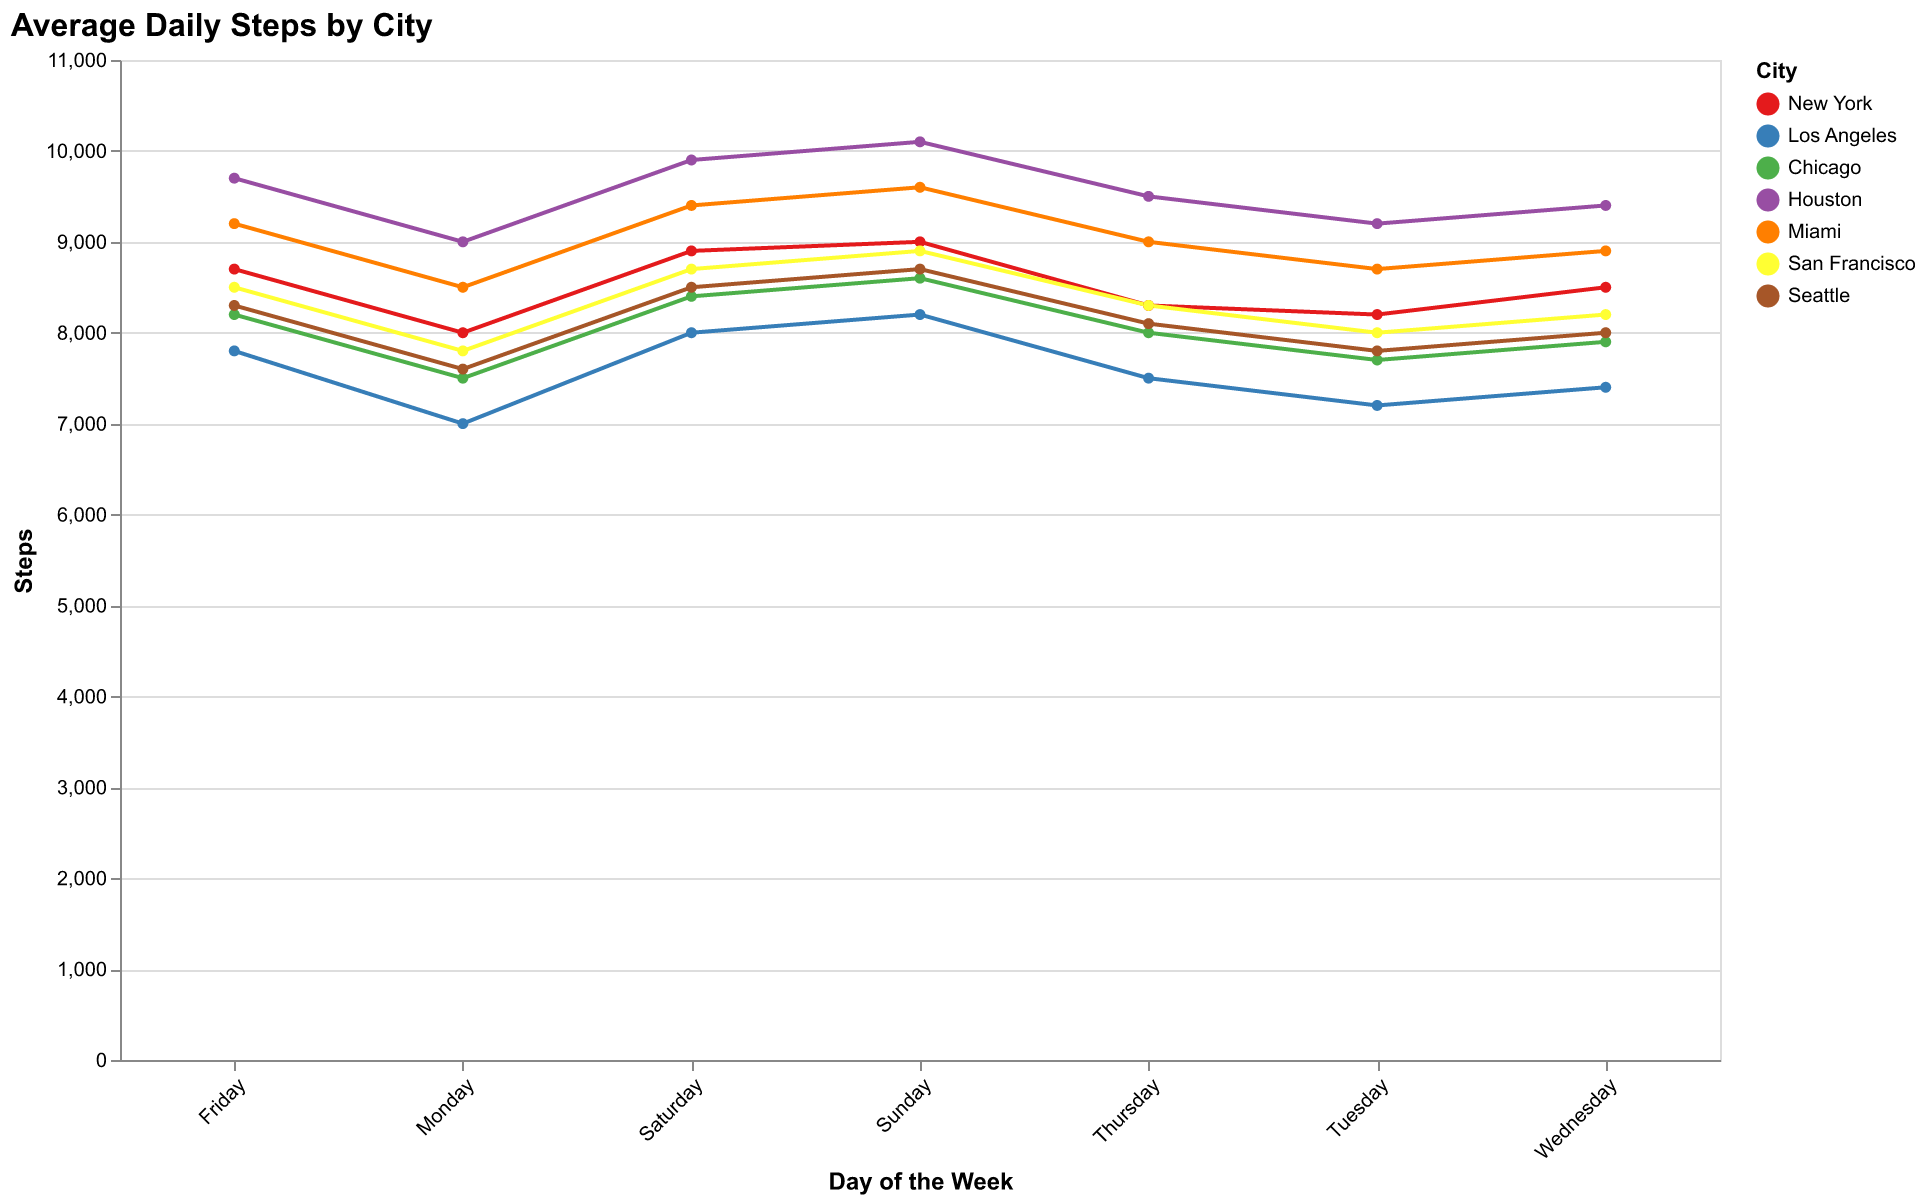 Average Daily Steps by City
11,000
10,000
9,000
8,000
7,000
6,000
5,000
4,000
3,000
2,000
1,000
0
Steps
Friday
Monday
Saturday
Sunday
Thursday
Tuesday
Wednesday
Day of the Week
City
New York
Los Angeles
Chicago
Houston
Miami
San Francisco
Seattle